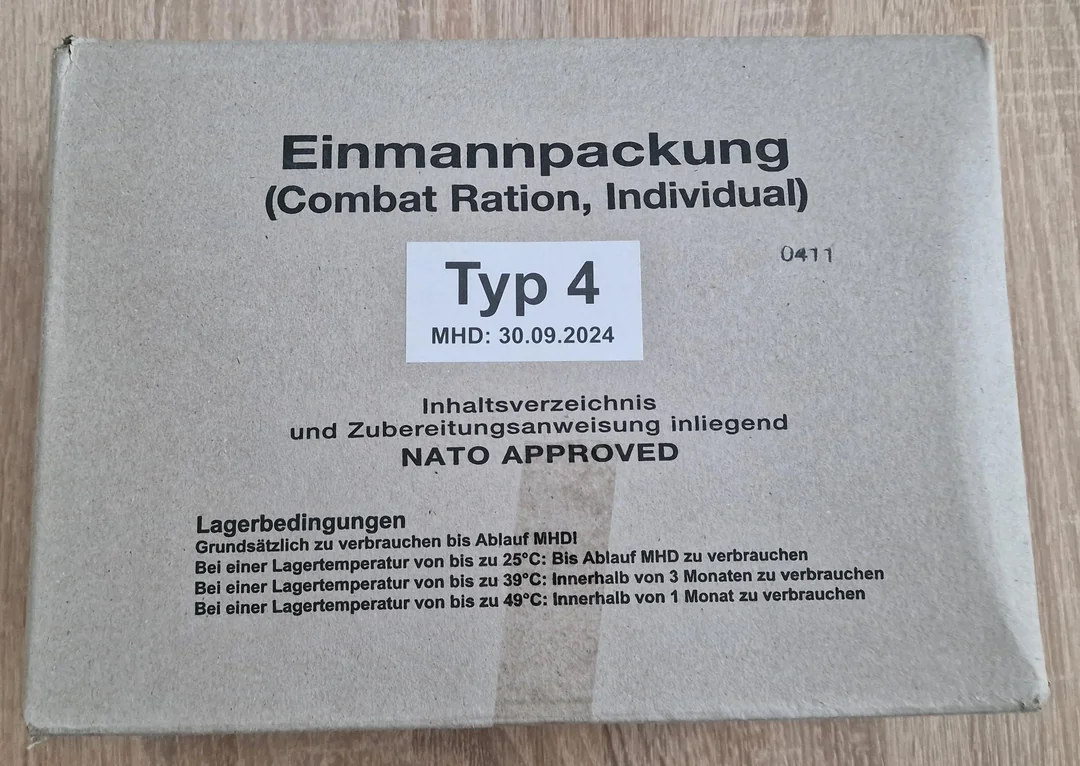 Einmannpackung
(Combat Ration, Individual)
0411
Typ 4
MHD: 30.09.2024
Inhaltsverzeichnis
und Zubereitungsanweisung inliegend
NATO APPROVED
Lagerbedingungen
Grundsätzlich zu verbrauchen bis Ablauf MHD!
Bei einer Lagertemperatur von bis zu 25°C: Bis Ablauf MHD zu verbrauchen
Bei einer Lagertemperatur von bis zu 39°C: Innerhalb von 3 Monaten zu verbrauchen
Bei einer Lagertemperatur von bis zu 49°C: Innerhalb von 1 Monat zu verbrauchen